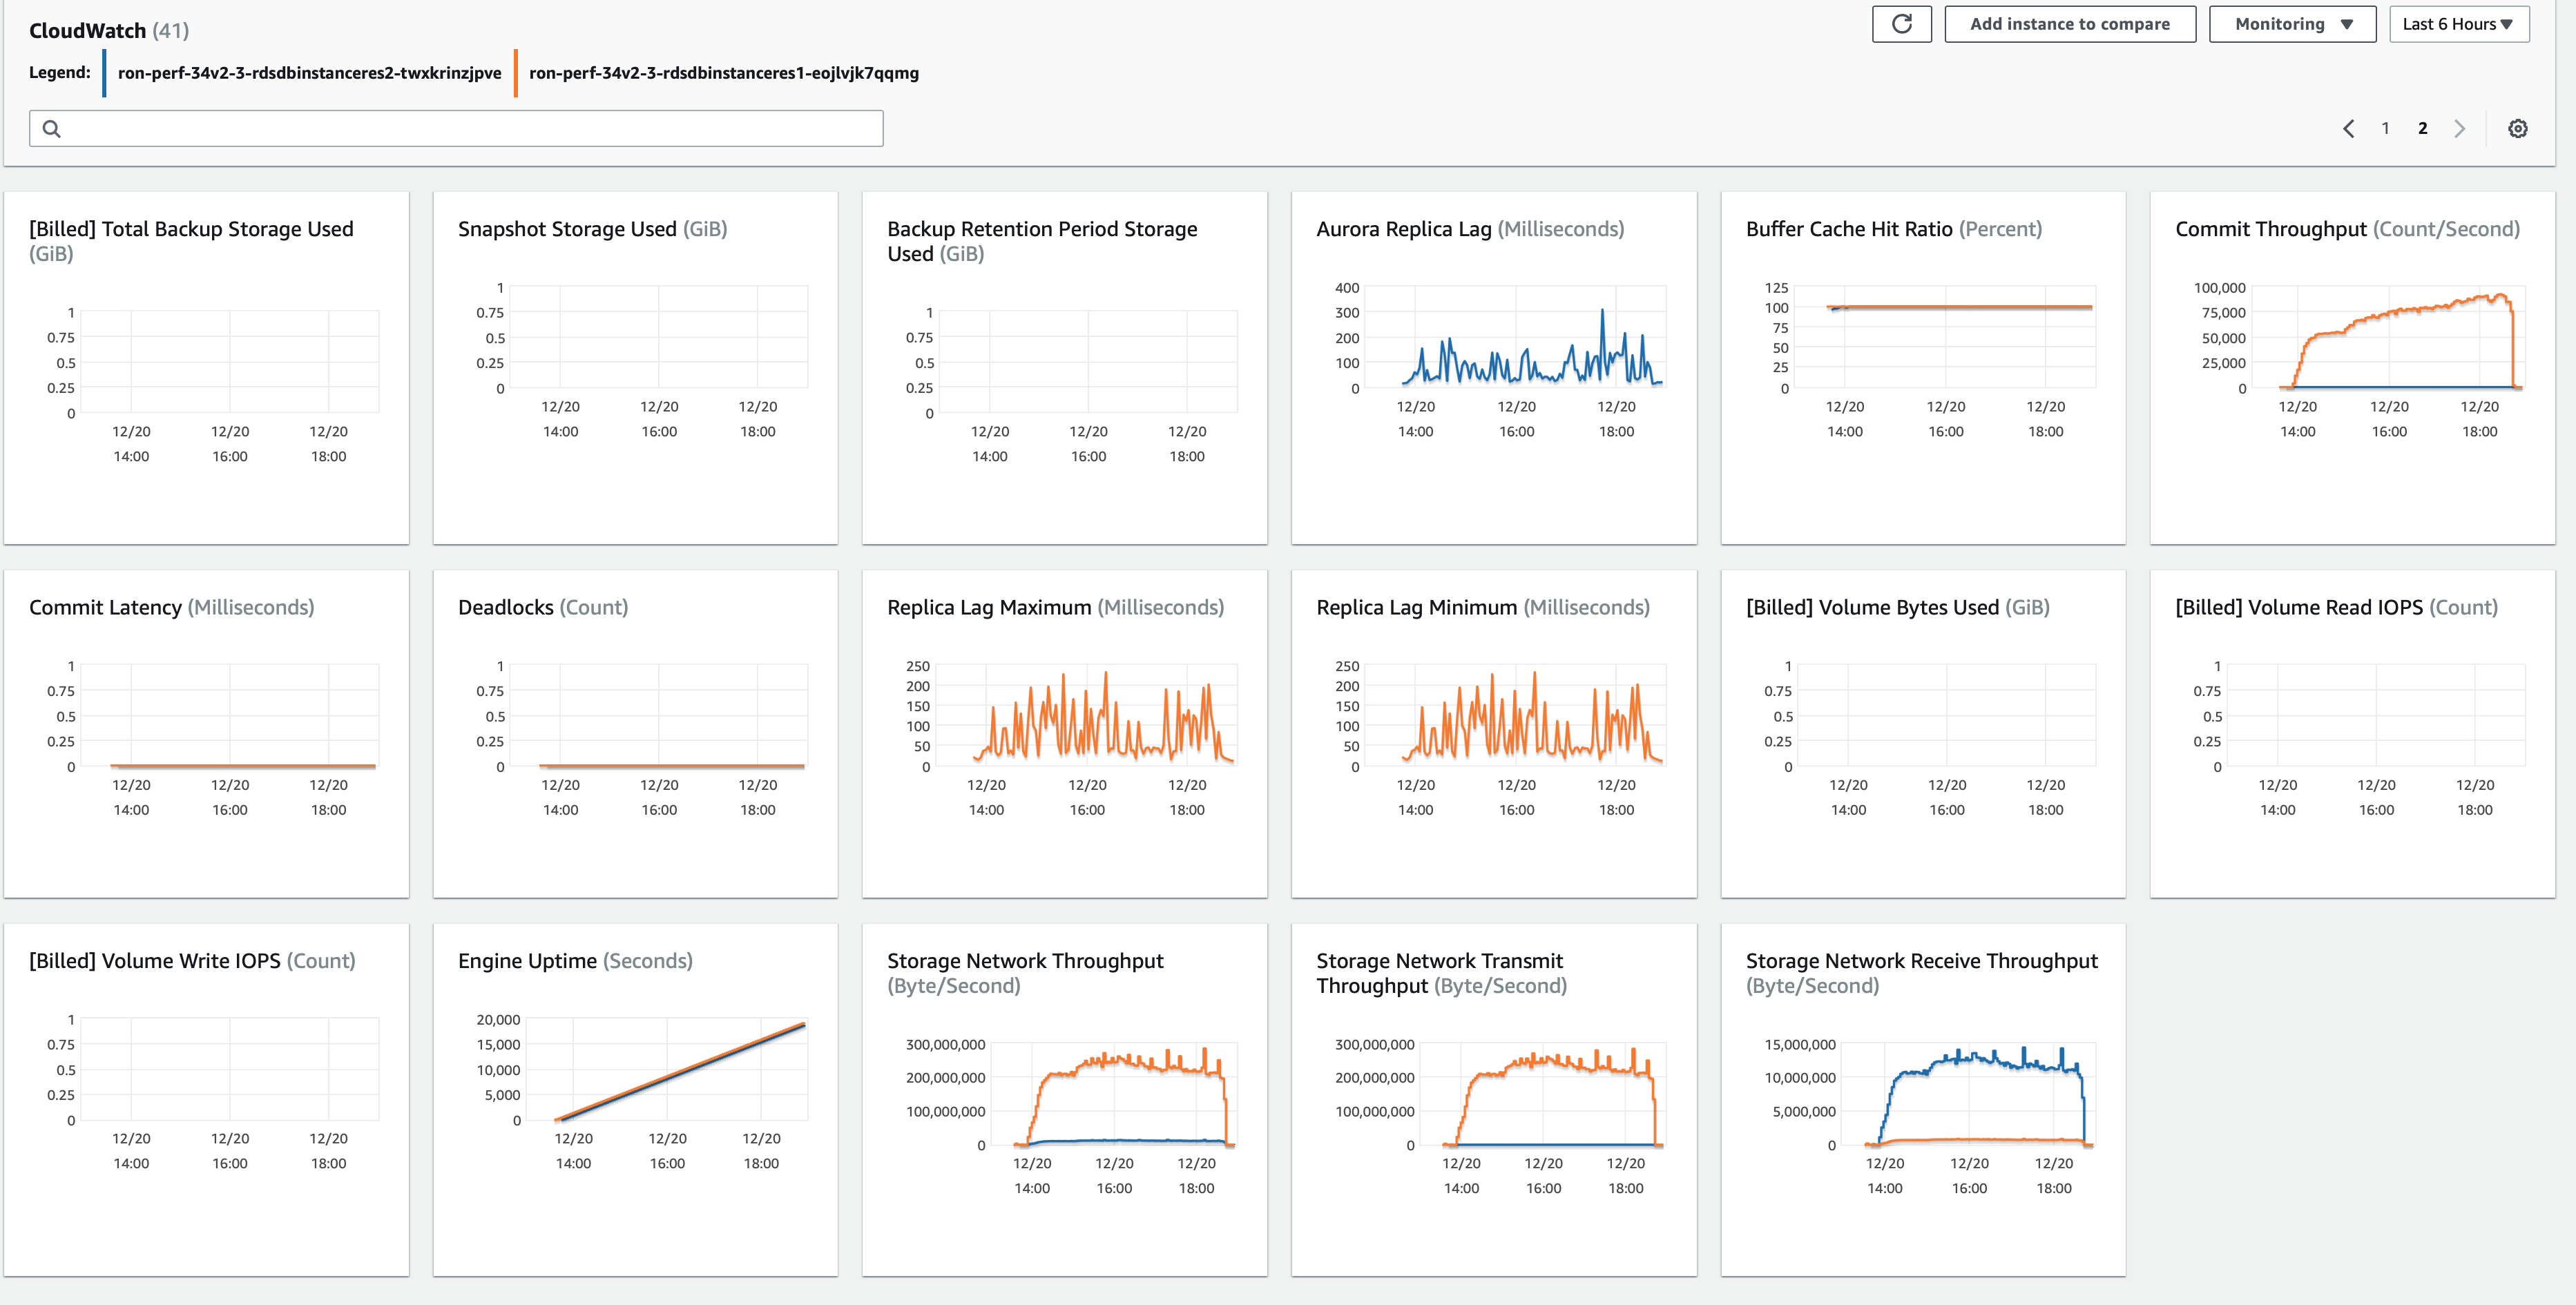 CloudWatch (41)
Add instance to compare
Monitoring
Last 6 Hours
Legend:
ron-perf-34v2-3-rdsdbinstanceres2-twxkrinzjpve
ron-perf-34v2-3-rdsdbinstanceres1-eojlvjk7qqmg
1 2
[Billed] Total Backup Storage Used
(GiB)
1
0.75
0.5
0.25
0
12/20 12/20 12/20
14:00 16:00 18:00
Snapshot Storage Used (GiB)
1
0.75
0.5
0.25
0
12/20 12/20 12/20
14:00 16:00 18:00
Backup Retention Period Storage
Used (GiB)
1
0.75
0.5
0.25
0
12/20 12/20 12/20
14:00 16:00 18:00
Aurora Replica Lag (Milliseconds)
400
300
200
100
0
12/20 12/20 12/20
14:00 16:00 18:00
Buffer Cache Hit Ratio (Percent)
125
100
75
50
25
0
12/20 12/20 12/20
14:00 16:00 18:00
Commit Throughput (Count/Second)
100,000
75,000
50,000
25,000
0
12/20 12/20 12/20
14:00 16:00 18:00
Commit Latency (Milliseconds)
1
0.75
0.5
0.25
0
12/20 12/20 12/20
14:00 16:00 18:00
Deadlocks (Count)
1
0.75
0.5
0.25
0
12/20 12/20 12/20
14:00 16:00 18:00
Replica Lag Maximum (Milliseconds)
250
200
150
100
50
0
12/20 12/20 12/20
14:00 16:00 18:00
Replica Lag Minimum (Milliseconds)
250
200
150
100
50
0
12/20 12/20 12/20
14:00 16:00 18:00
[Billed] Volume Bytes Used (GiB)
1
0.75
0.5
0.25
0
12/20 12/20 12/20
14:00 16:00 18:00
[Billed] Volume Read IOPS (Count)
1
0.75
0.5
0.25
0
12/20 12/20 12/20
14:00 16:00 18:00
[Billed] Volume Write IOPS (Count)
1
0.75
0.5
0.25
0
12/20 12/20 12/20
14:00 16:00 18:00
Engine Uptime (Seconds)
20,000
15,000
10,000
5,000
0
12/20 12/20 12/20
14:00 16:00 18:00
Storage Network Throughput
(Byte/Second)
300,000,000
200,000,000
100,000,000
0
12/20 12/20 12/20
14:00 16:00 18:00
Storage Network Transmit
Throughput (Byte/Second)
300,000,000
200,000,000
100,000,000
0
12/20 12/20 12/20
14:00 16:00 18:00
Storage Network Receive Throughput
(Byte/Second)
15,000,000
10,000,000
5,000,000
0
12/20 12/20 12/20
14:00 16:00 18:00